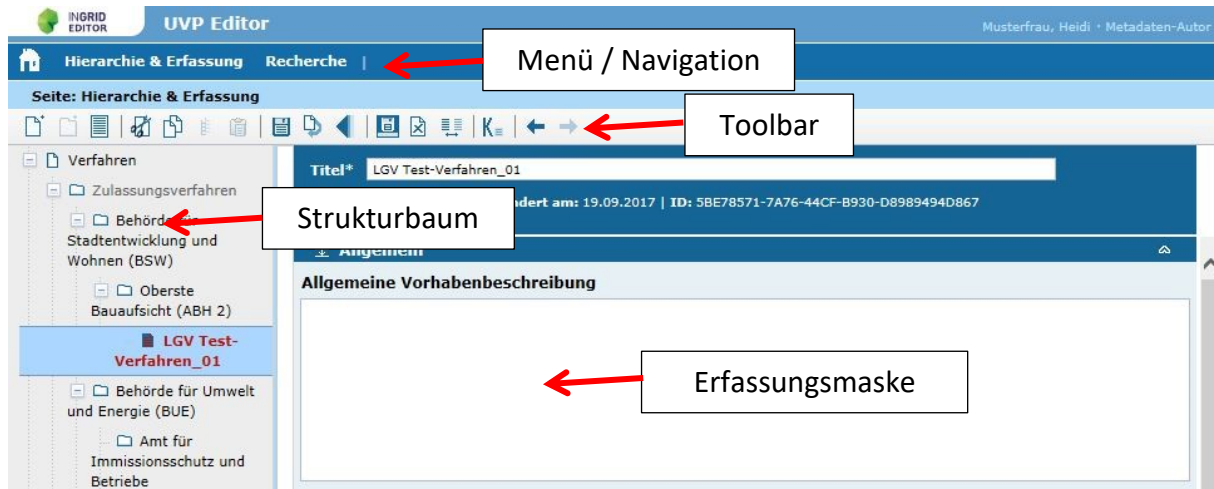 INGRID
EDITOR
UVP Editor
Musterfrau, Heidi · Metadaten-Autor
Hierarchie & Erfassung Recherche |
Menü / Navigation
Seite: Hierarchie & Erfassung
Toolbar
Verfahren
Zulassungsverfahren
Behörde
Stadtentwicklung und
Wohnen (BSW)
Oberste
Bauaufsicht (ABH 2)
LGV Test-
Verfahren_01
Behörde für Umwelt
und Energie (BUE)
Amt für
Immissionsschutz und
Betriebe
Strukturbaum
Titel* LGV Test-Verfahren_01
dert am: 19.09.2017 | ID: 5BE78571-7A76-44CF-B930-D8989494D867
Allgemein
Allgemeine Vorhabenbeschreibung
Erfassungsmaske